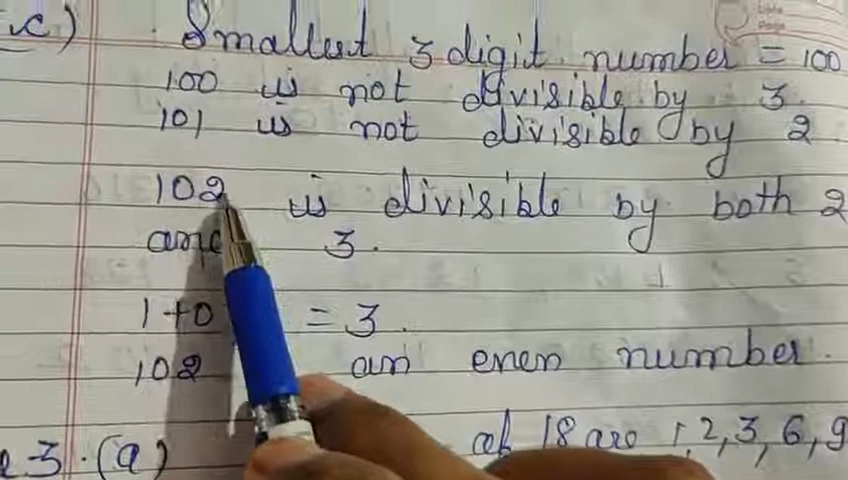 c) Smallest 3 digit number = 100
100 is not divisible by 3.
101 is not divisible by 2
102 is divisible by both 2
and 3.
1+0 = 3.
102 an even number.
3.(a) of 18 are 1,2,3,6,9